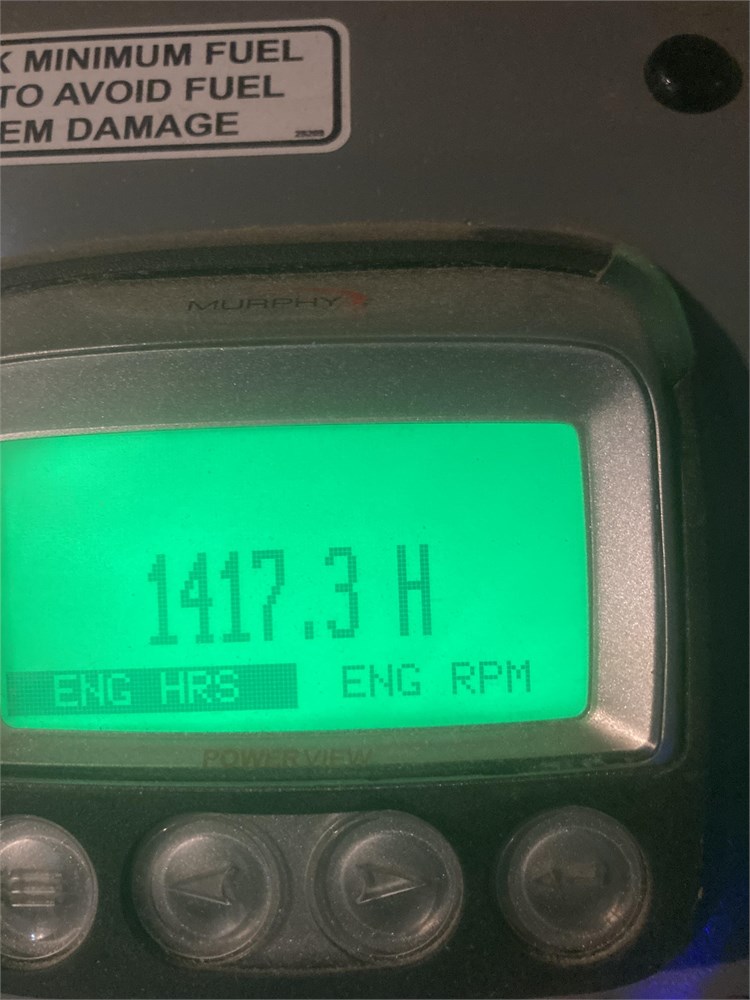 K MINIMUM FUEL
TO AVOID FUEL
EM DAMAGE
MURPHY
1417.3 H
ENG HRS ENG RPM
POWERVIEW